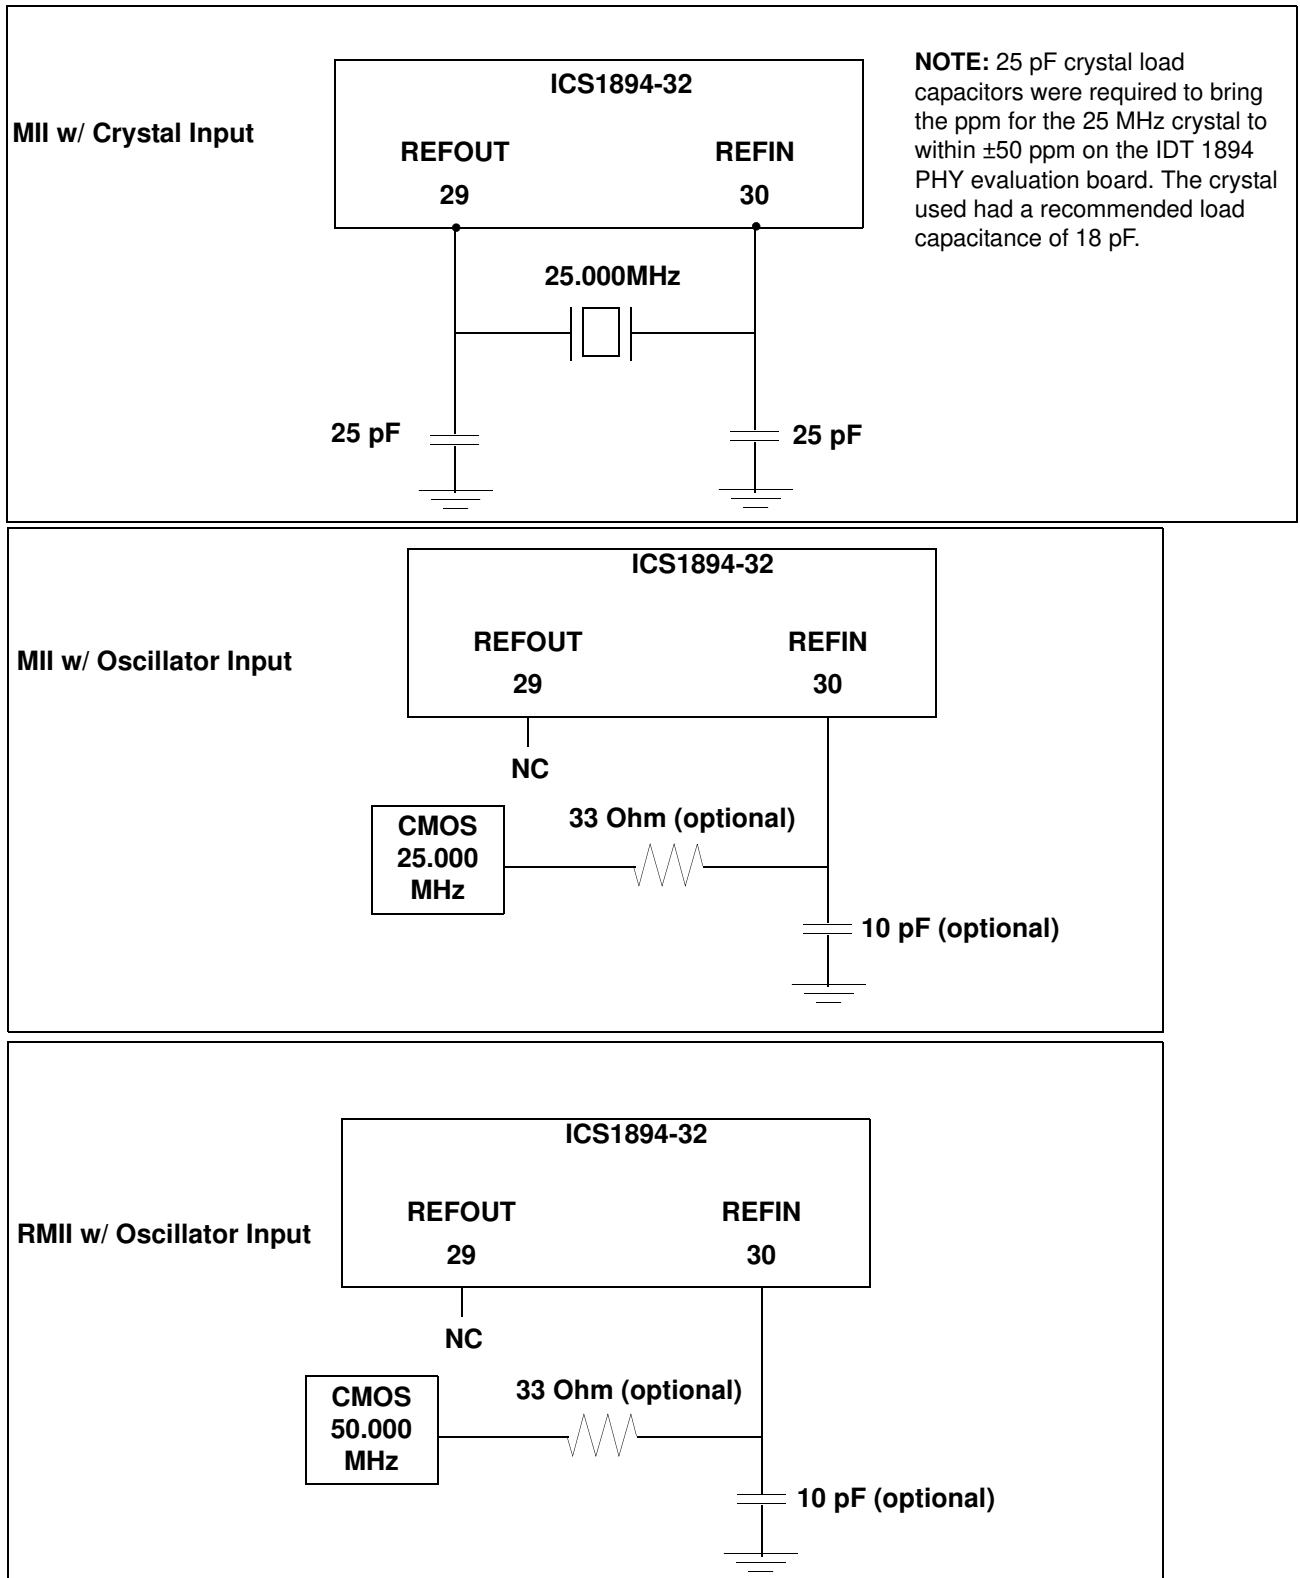 MII w/ Crystal Input
ICS1894-32
REFOUT
REFIN
29
30
25.000MHz
25 pF
25 pF
NOTE: 25 pF crystal load
capacitors were required to bring
the ppm for the 25 MHz crystal to
within ±50 ppm on the IDT 1894
PHY evaluation board. The crystal
used had a recommended load
capacitance of 18 pF.
MII w/ Oscillator Input
ICS1894-32
REFOUT
REFIN
29
30
NC
CMOS
25.000
MHz
33 Ohm (optional)
10 pF (optional)
RMII w/ Oscillator Input
ICS1894-32
REFOUT
REFIN
29
30
NC
CMOS
50.000
MHz
33 Ohm (optional)
10 pF (optional)